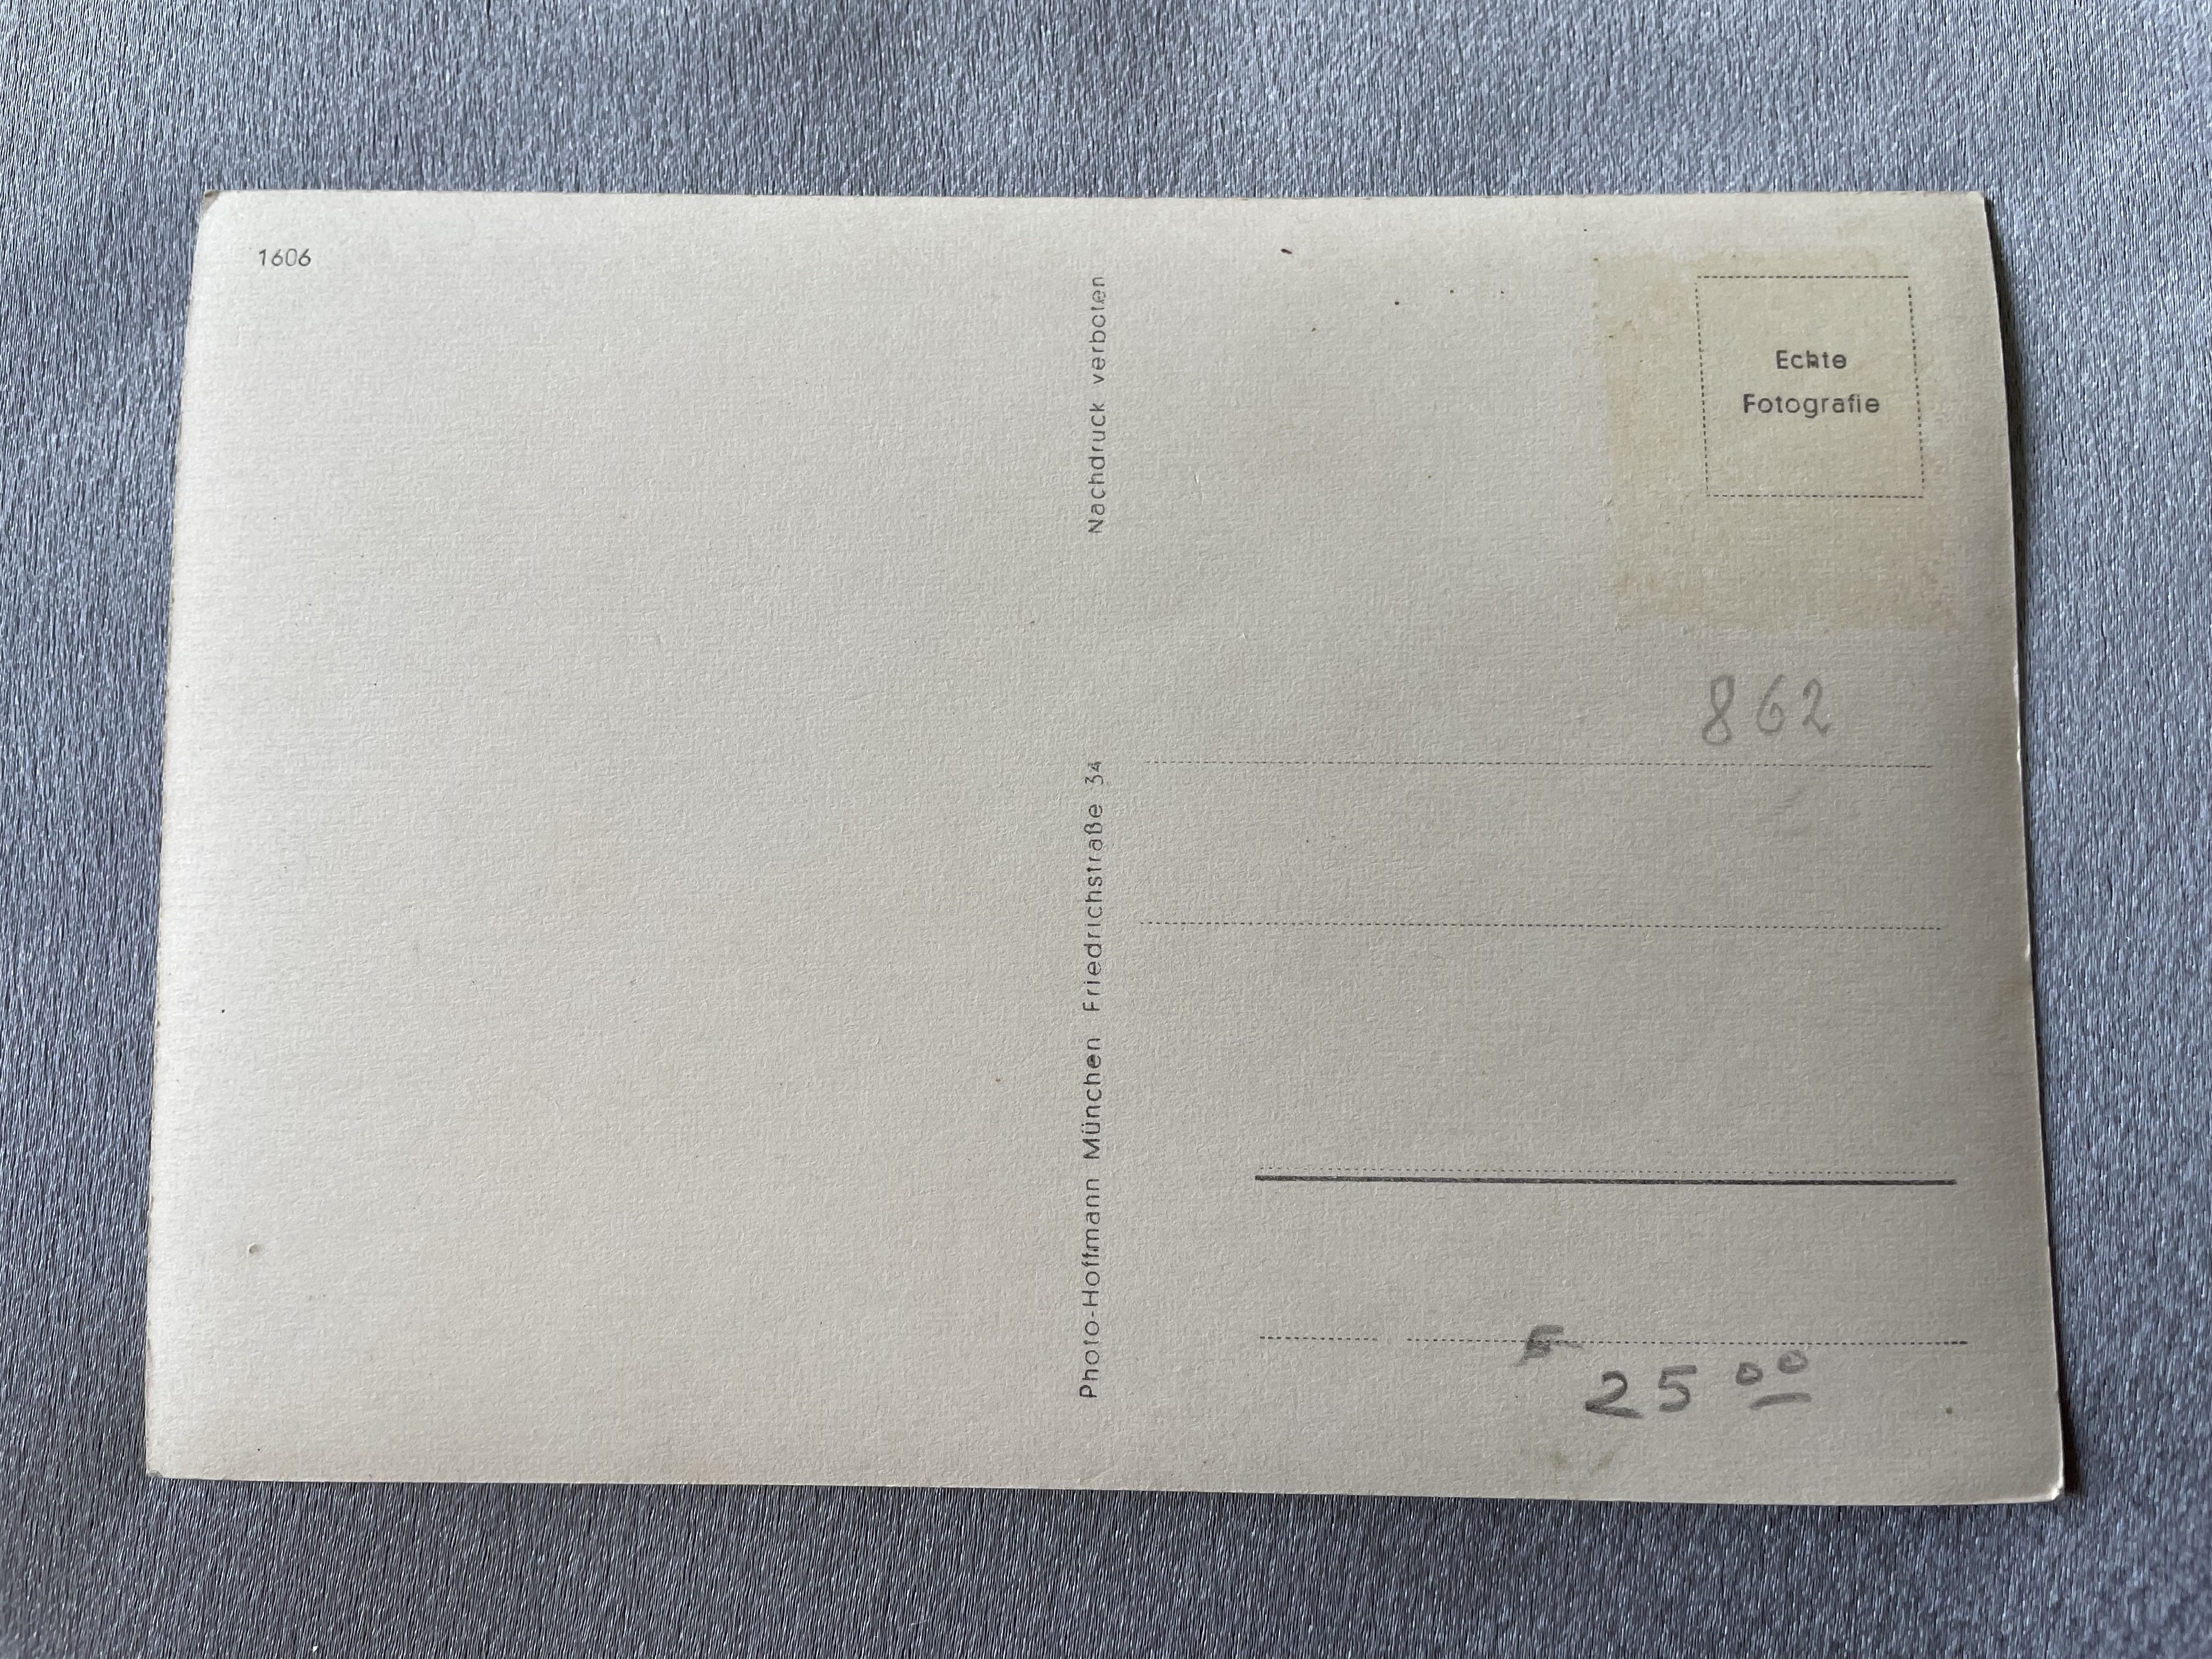 1606
Nachdruck verboten
Photo-Hoffmann München Friedrichstraße 34
Echte
Fotografie
862
25 00